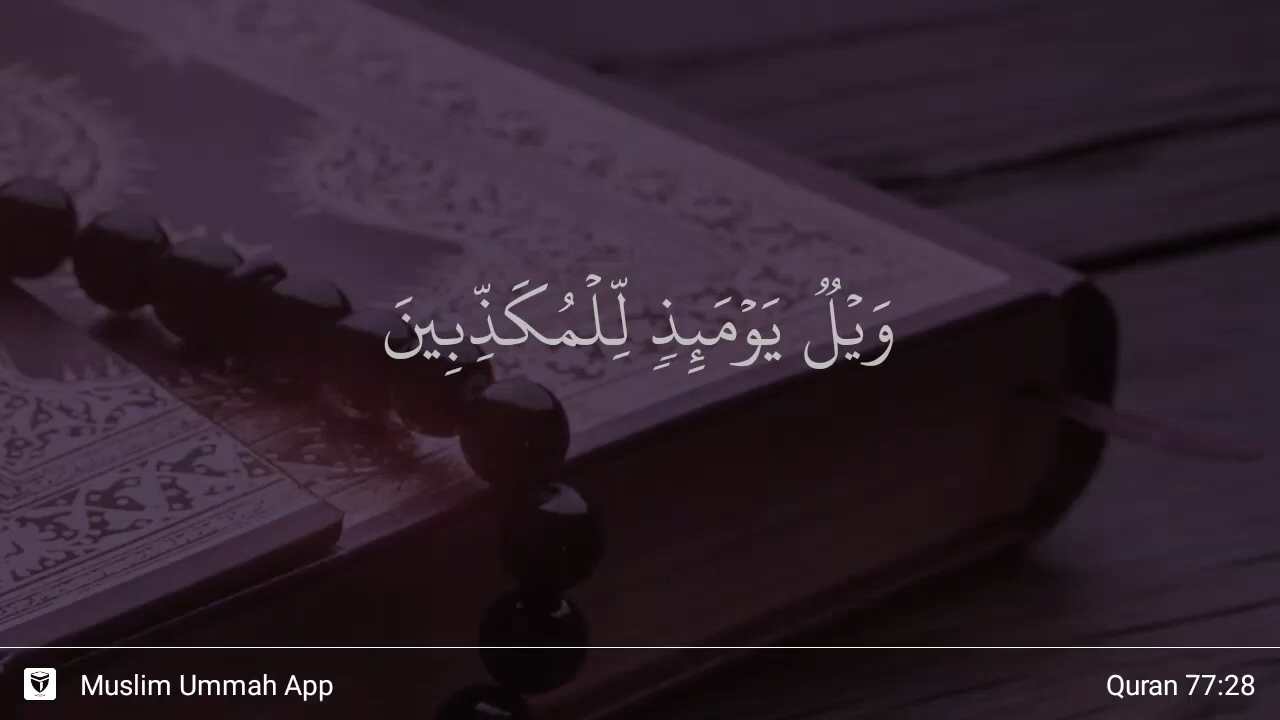 وَيْلٌ يَوْمَئِذٍ لِّلْمُكَذِّبِينَ
Muslim Ummah App
Quran 77:28